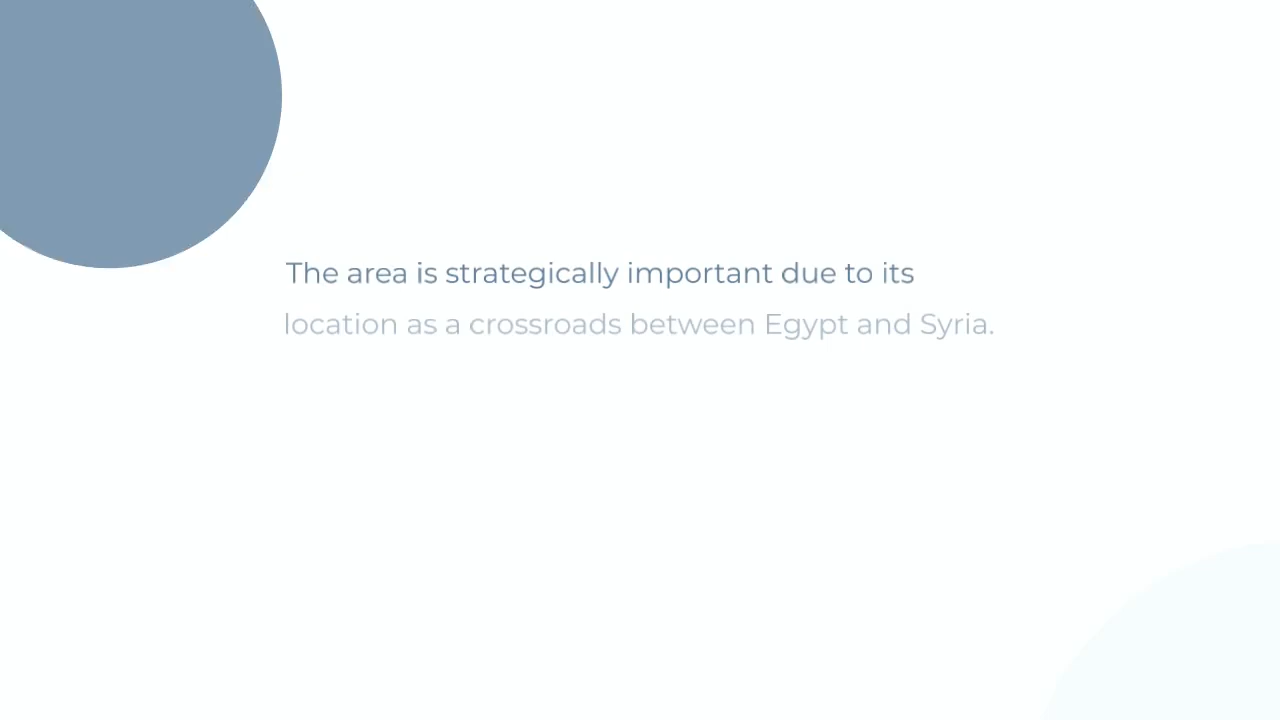 The area is strategically important due to its
location as a crossroads between Egypt and Syria.